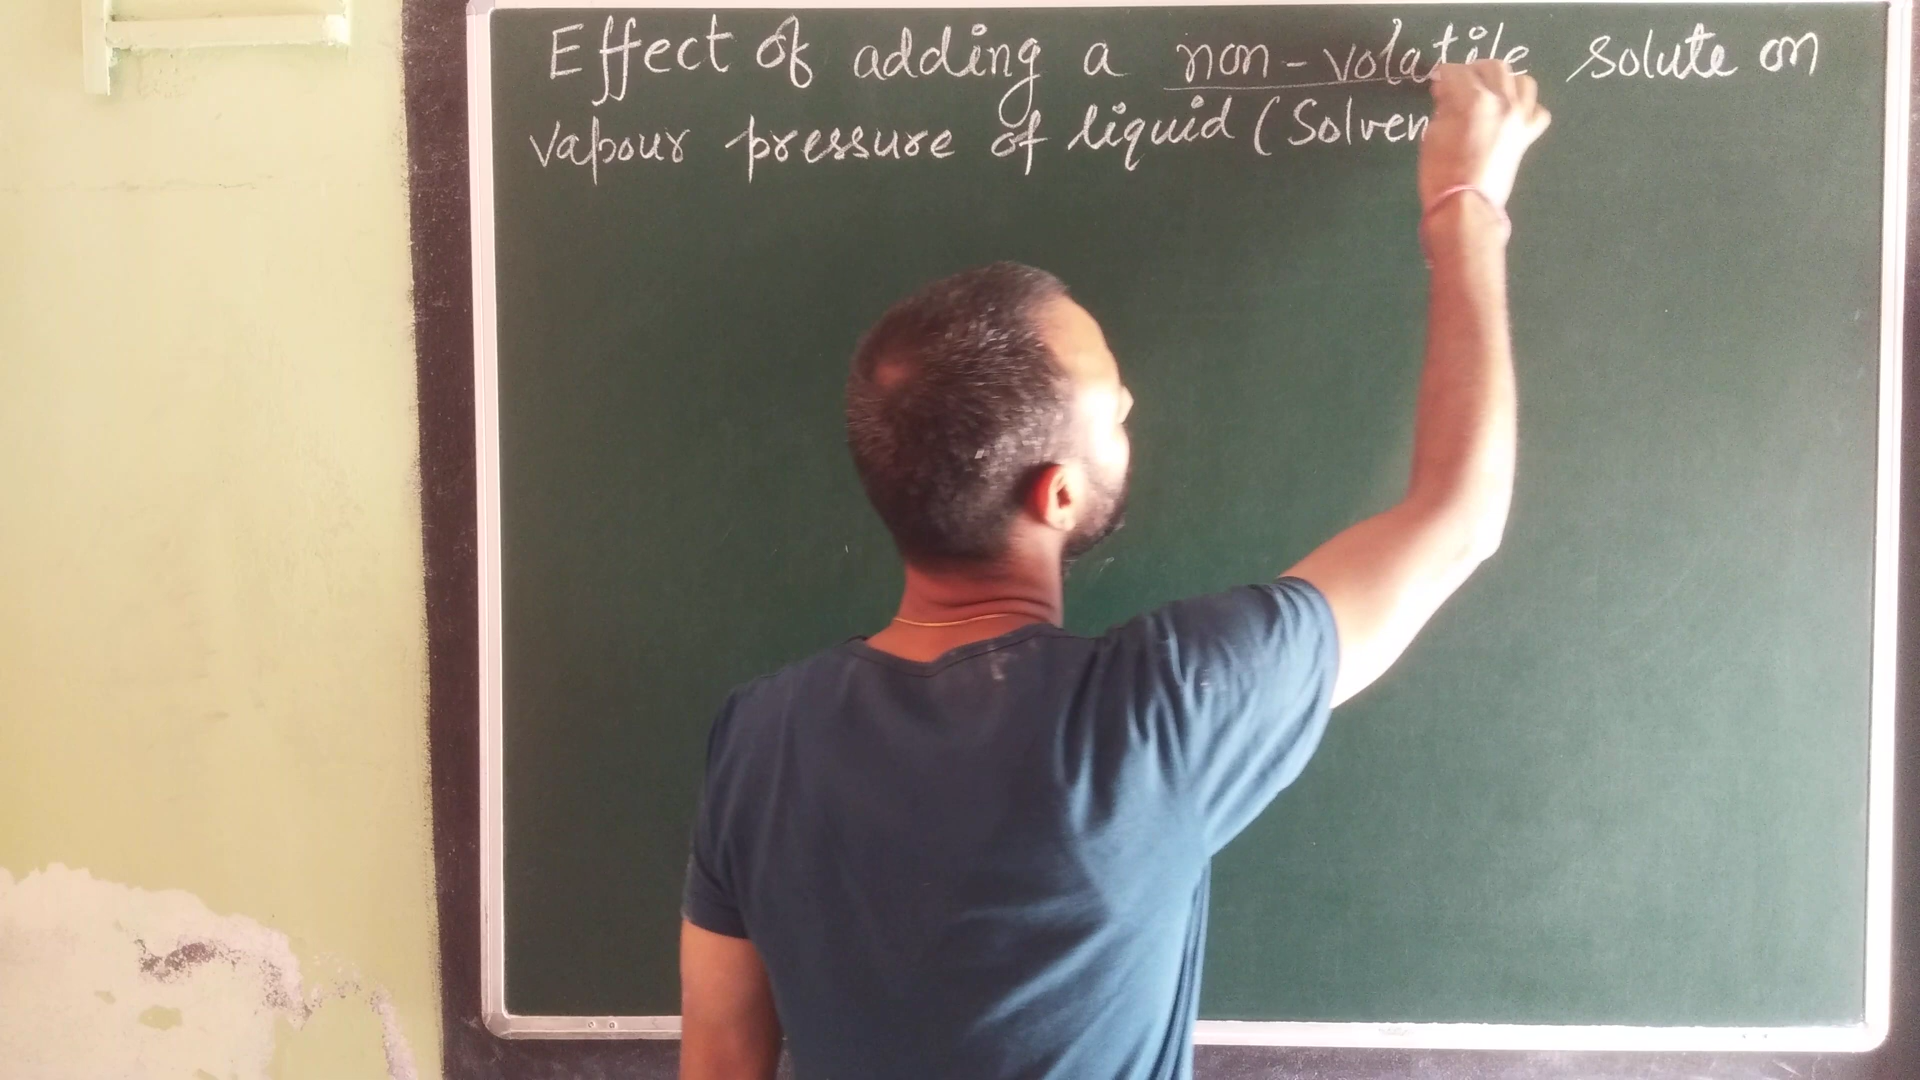 Effect of adding a non-volatile solute on
vapour pressure of liquid (Solven